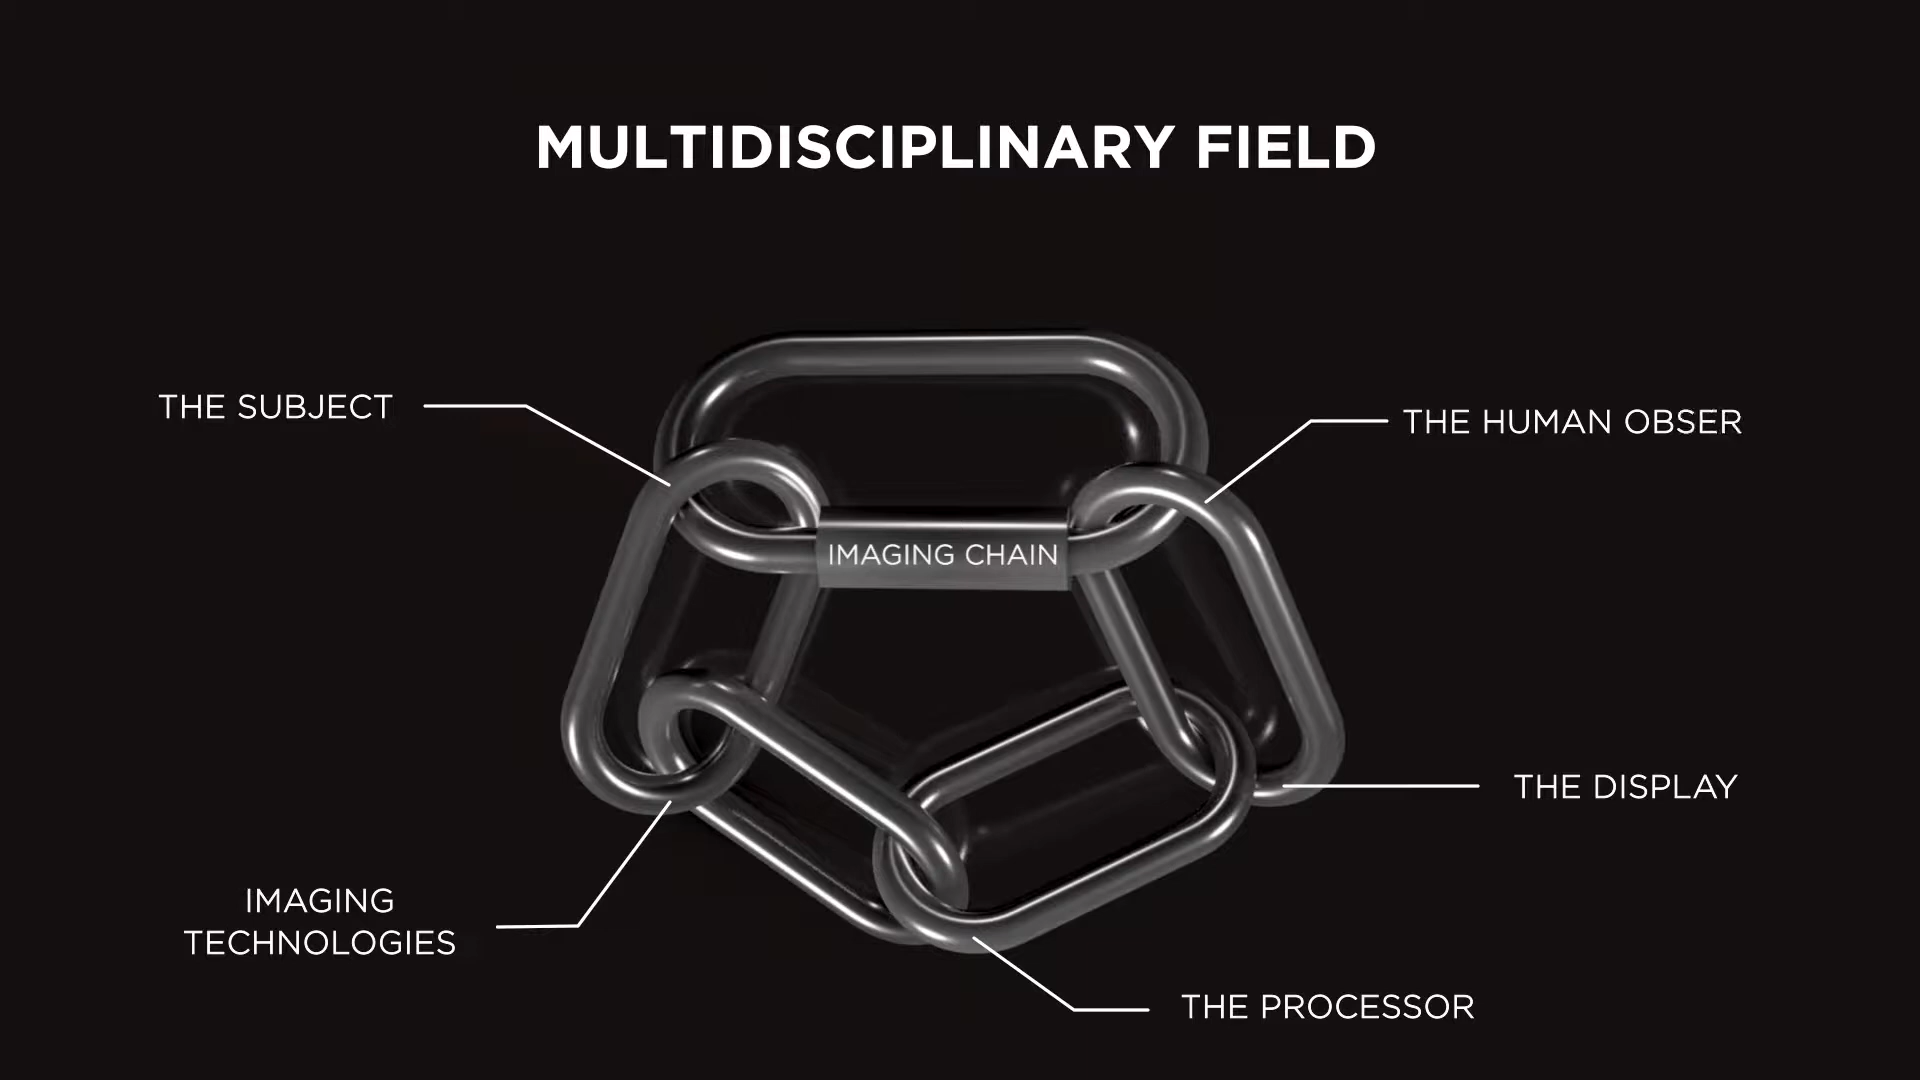 MULTIDISCIPLINARY FIELD
THE SUBJECT
THE HUMAN OBSER
IMAGING CHAIN
THE DISPLAY
IMAGING
TECHNOLOGIES
THE PROCESSOR